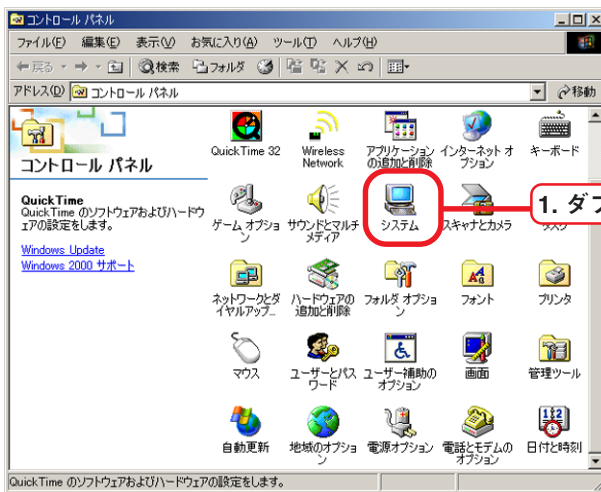 コントロール パネル
ファイル(F) 編集(E) 表示(V) お気に入り(A) ツール(T) ヘルプ(H)
戻る 検索 フォルダ
アドレス(D) コントロール パネル 移動
コントロール パネル
QuickTime
QuickTime のソフトウェアおよびハードウ
ェアの設定をします。
Windows Update
Windows 2000 サポート
QuickTime 32
Wireless
Network
アプリケーション
の追加と削除
インターネット オ
プション
キーボード
ゲーム オプショ
ン
サウンドとマルチ
メディア
システム
スキャナとカメラ
タスク
1. ダブ
ネットワークとダ
イヤルアップ...
ハードウェアの
追加と削除
フォルダ オプショ
ン
フォント
プリンタ
マウス
ユーザーとパス
ワード
ユーザー補助の
オプション
画面
管理ツール
自動更新
地域のオプショ
ン
電源オプション
電話とモデムの
オプション
日付と時刻
QuickTime のソフトウェアおよびハードウェアの設定をします。